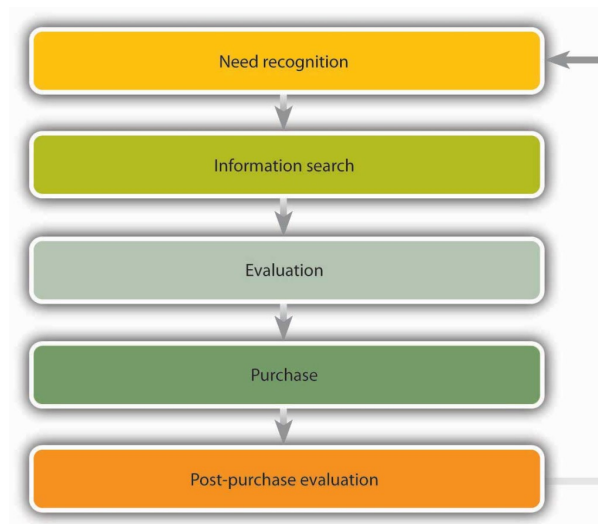 Need recognition
Information search
Evaluation
Purchase
Post-purchase evaluation